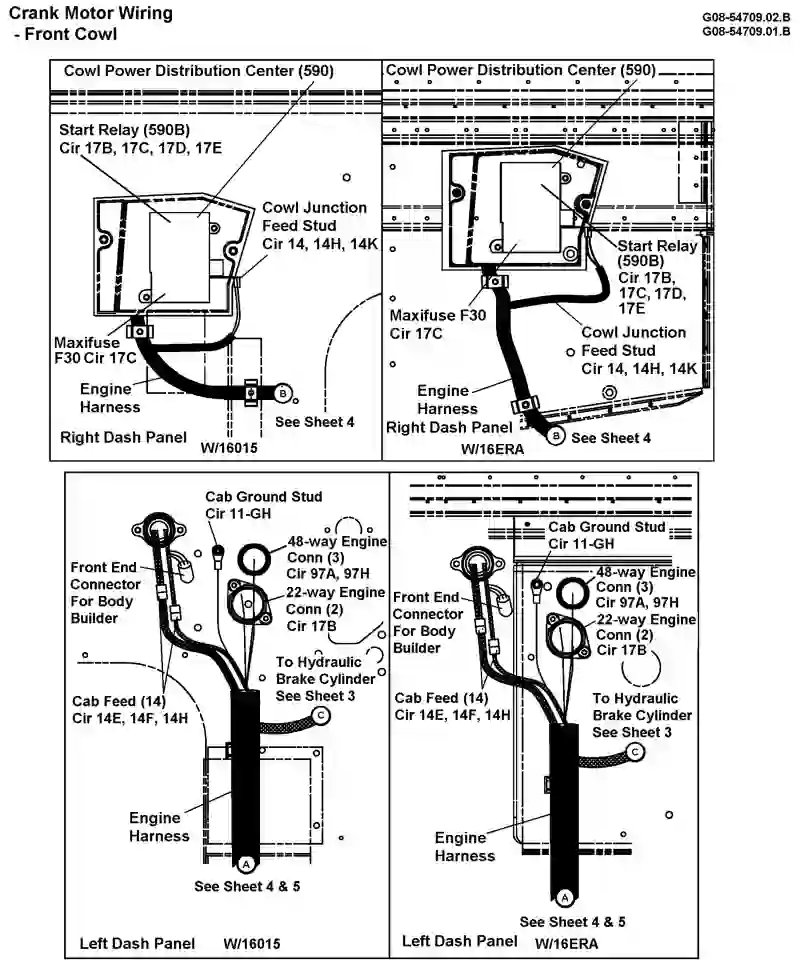 Crank Motor Wiring
- Front Cowl
G08-54709.02.B
G08-54709.01.B
Cowl Power Distribution Center (590)
Start Relay (590B)
Cir 17B, 17C, 17D, 17E
Cowl Junction
Feed Stud
Cir 14, 14H, 14K
Maxifuse
F30 Cir 17C
Engine
Harness
B
See Sheet 4
Right Dash Panel
W/16015
Cowl Power Distribution Center (590)
Start Relay
(590B)
Cir 17B,
17C, 17D,
17E
Maxifuse F30
Cir 17C
Cowl Junction
Feed Stud
Cir 14, 14H, 14K
Engine
Harness
Right Dash Panel
B
See Sheet 4
W/16ERA
Cab Ground Stud
Cir 11-GH
48-way Engine
Conn (3)
Cir 97A, 97H
Front End
Connector
For Body
Builder
22-way Engine
Conn (2)
Cir 17B
To Hydraulic
Brake Cylinder
See Sheet 3
Cab Feed (14)
Cir 14E, 14F, 14H
C
Engine
Harness
A
See Sheet 4 & 5
Left Dash Panel
W/16015
Cab Ground Stud
Cir 11-GH
48-way Engine
Conn (3)
Cir 97A, 97H
Front End
Connector
For Body
Builder
22-way Engine
Conn (2)
Cir 17B
Cab Feed (14)
Cir 14E, 14F, 14H
To Hydraulic
Brake Cylinder
See Sheet 3
C
Engine
Harness
A
See Sheet 4 & 5
Left Dash Panel
W/16ERA